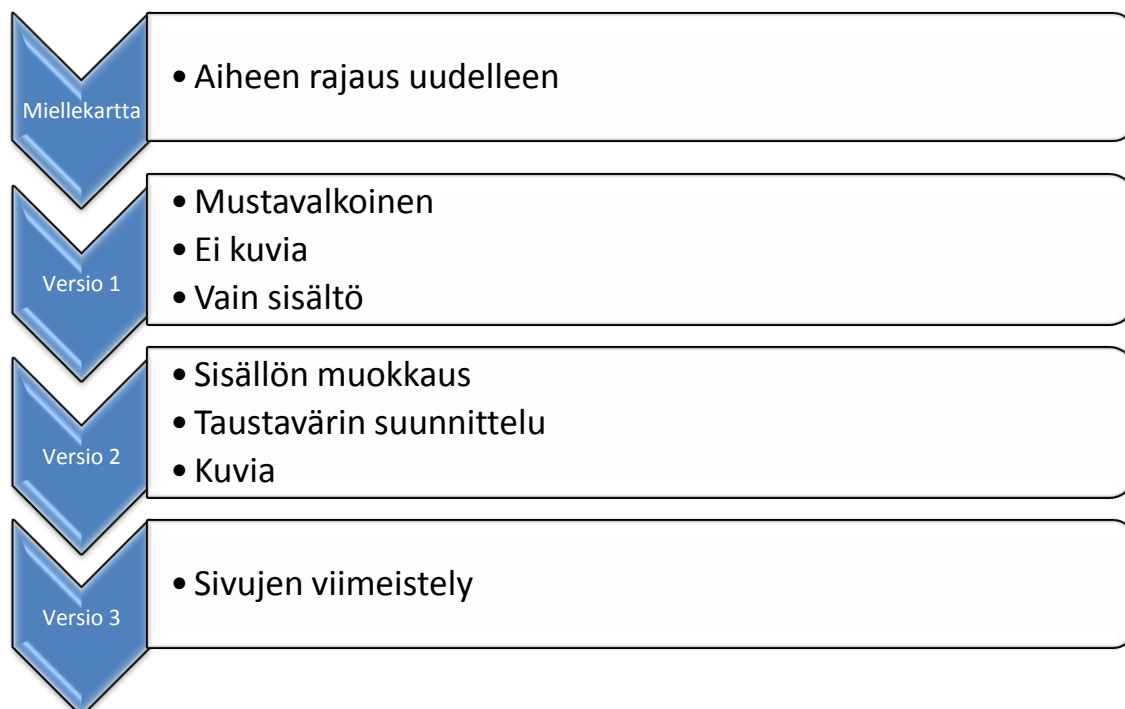 Miellekartta
• Aiheen rajaus uudelleen
Versio 1
• Mustavalkoinen
• Ei kuvia
• Vain sisältö
Versio 2
• Sisällön muokkaus
• Taustavärin suunnittelu
• Kuvia
Versio 3
• Sivujen viimeistely